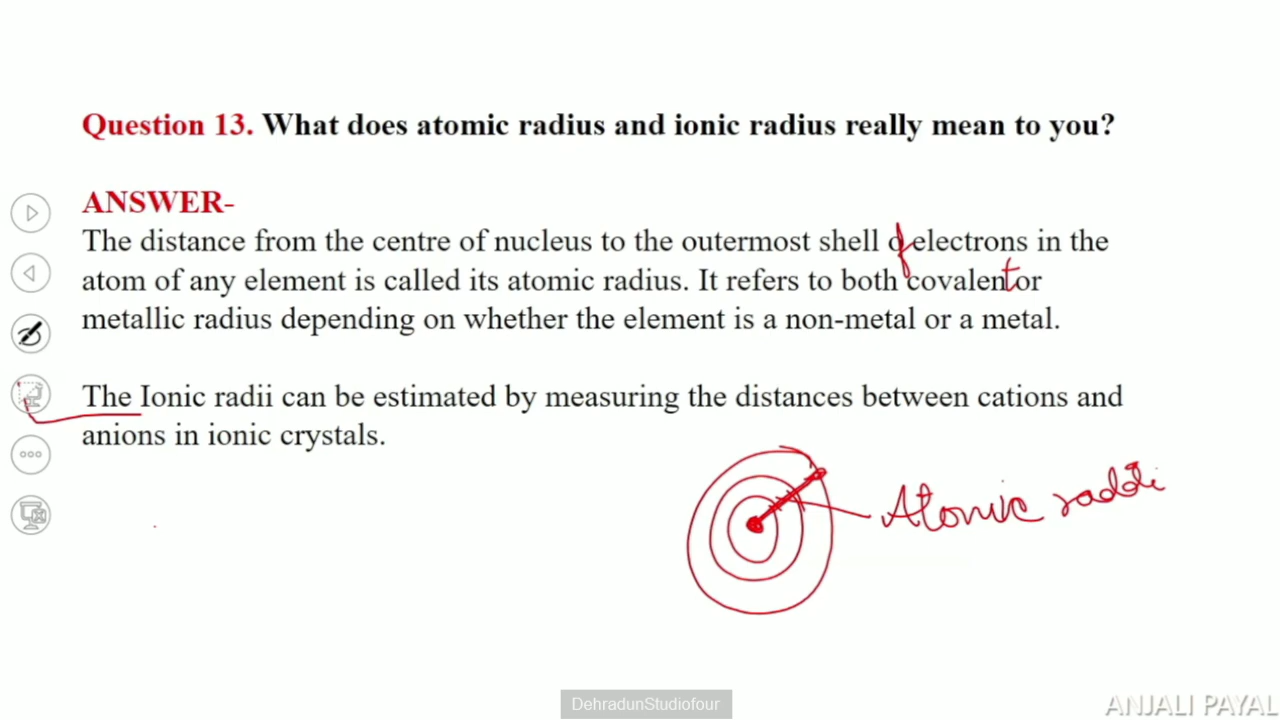 Question 13. What does atomic radius and ionic radius really mean to you?
ANSWER-
The distance from the centre of nucleus to the outermost shell of electrons in the
atom of any element is called its atomic radius. It refers to both covalent or
metallic radius depending on whether the element is a non-metal or a metal.
The Ionic radii can be estimated by measuring the distances between cations and
anions in ionic crystals.
Atomic raddi
DehradunStudiofour
ANJALI PAYAL